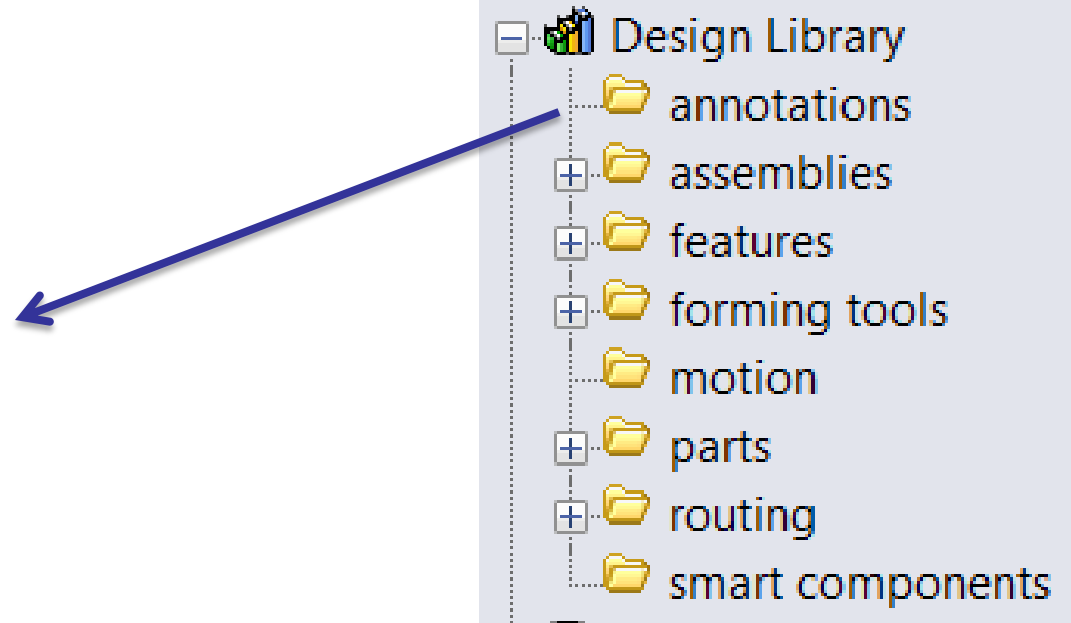 Design Library
annotations
assemblies
features
forming tools
motion
parts
routing
smart components